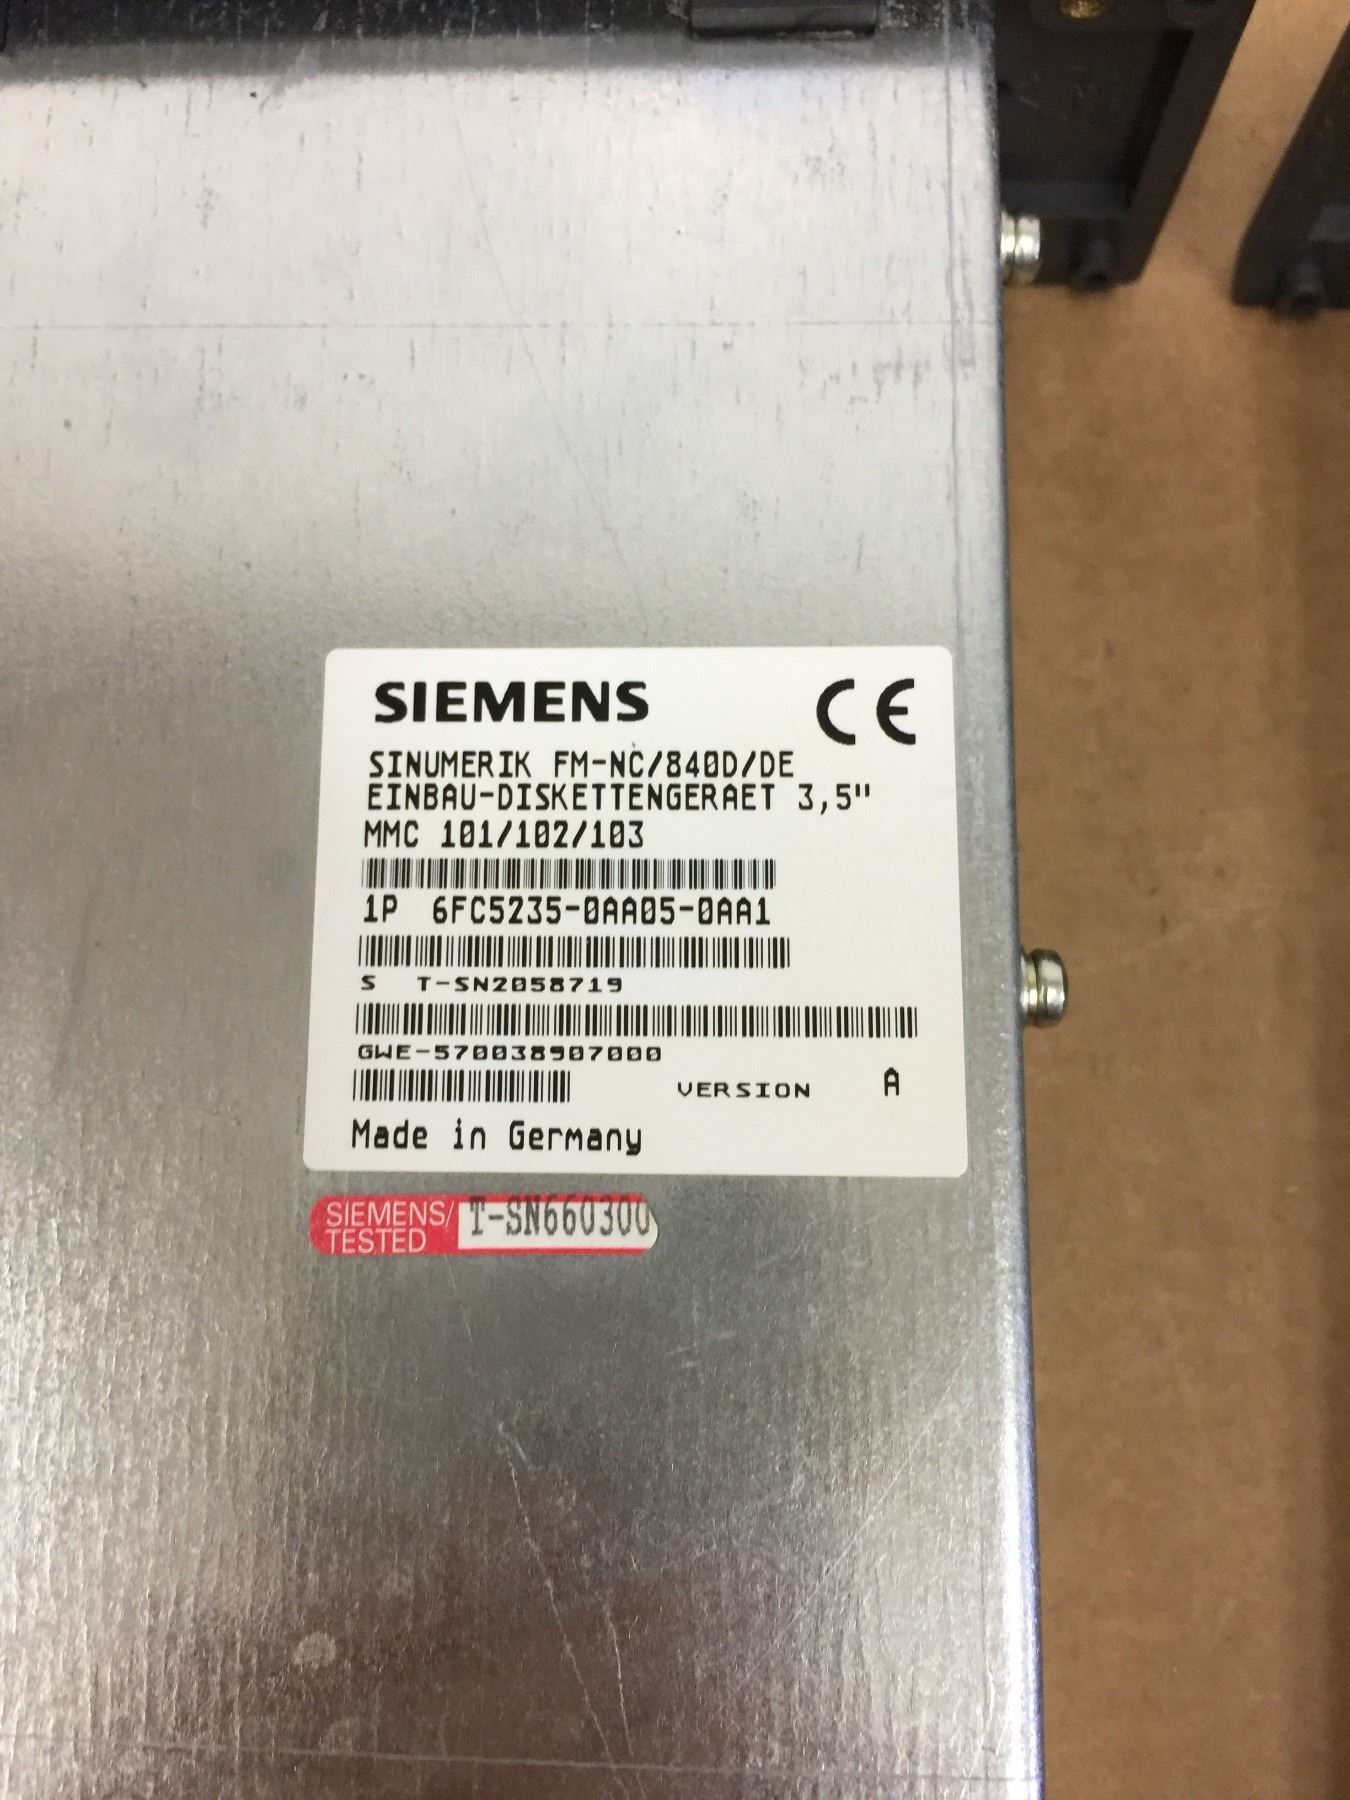 SIEMENS CE
SINUMERIK FM-NC/840D/DE
EINBAU-DISKETTENGERAET 3,5"
MMC 101/102/103
1P 6FC5235-0AA05-0AA1
S T-SN2058719
GWE-570038907000
VERSION A
Made in Germany
SIEMENS/ T-SN660300
TESTED